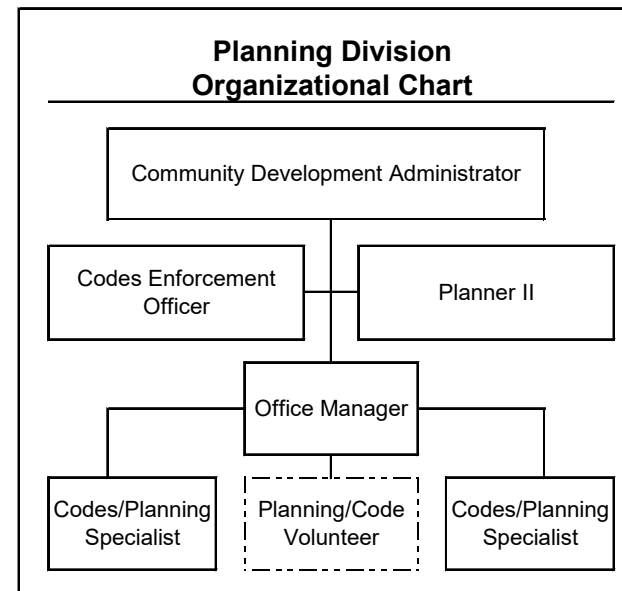 Planning Division
Organizational Chart
Community Development Administrator
Codes Enforcement
Officer
Planner II
Office Manager
Codes/Planning
Specialist
Planning/Code
Volunteer
Codes/Planning
Specialist